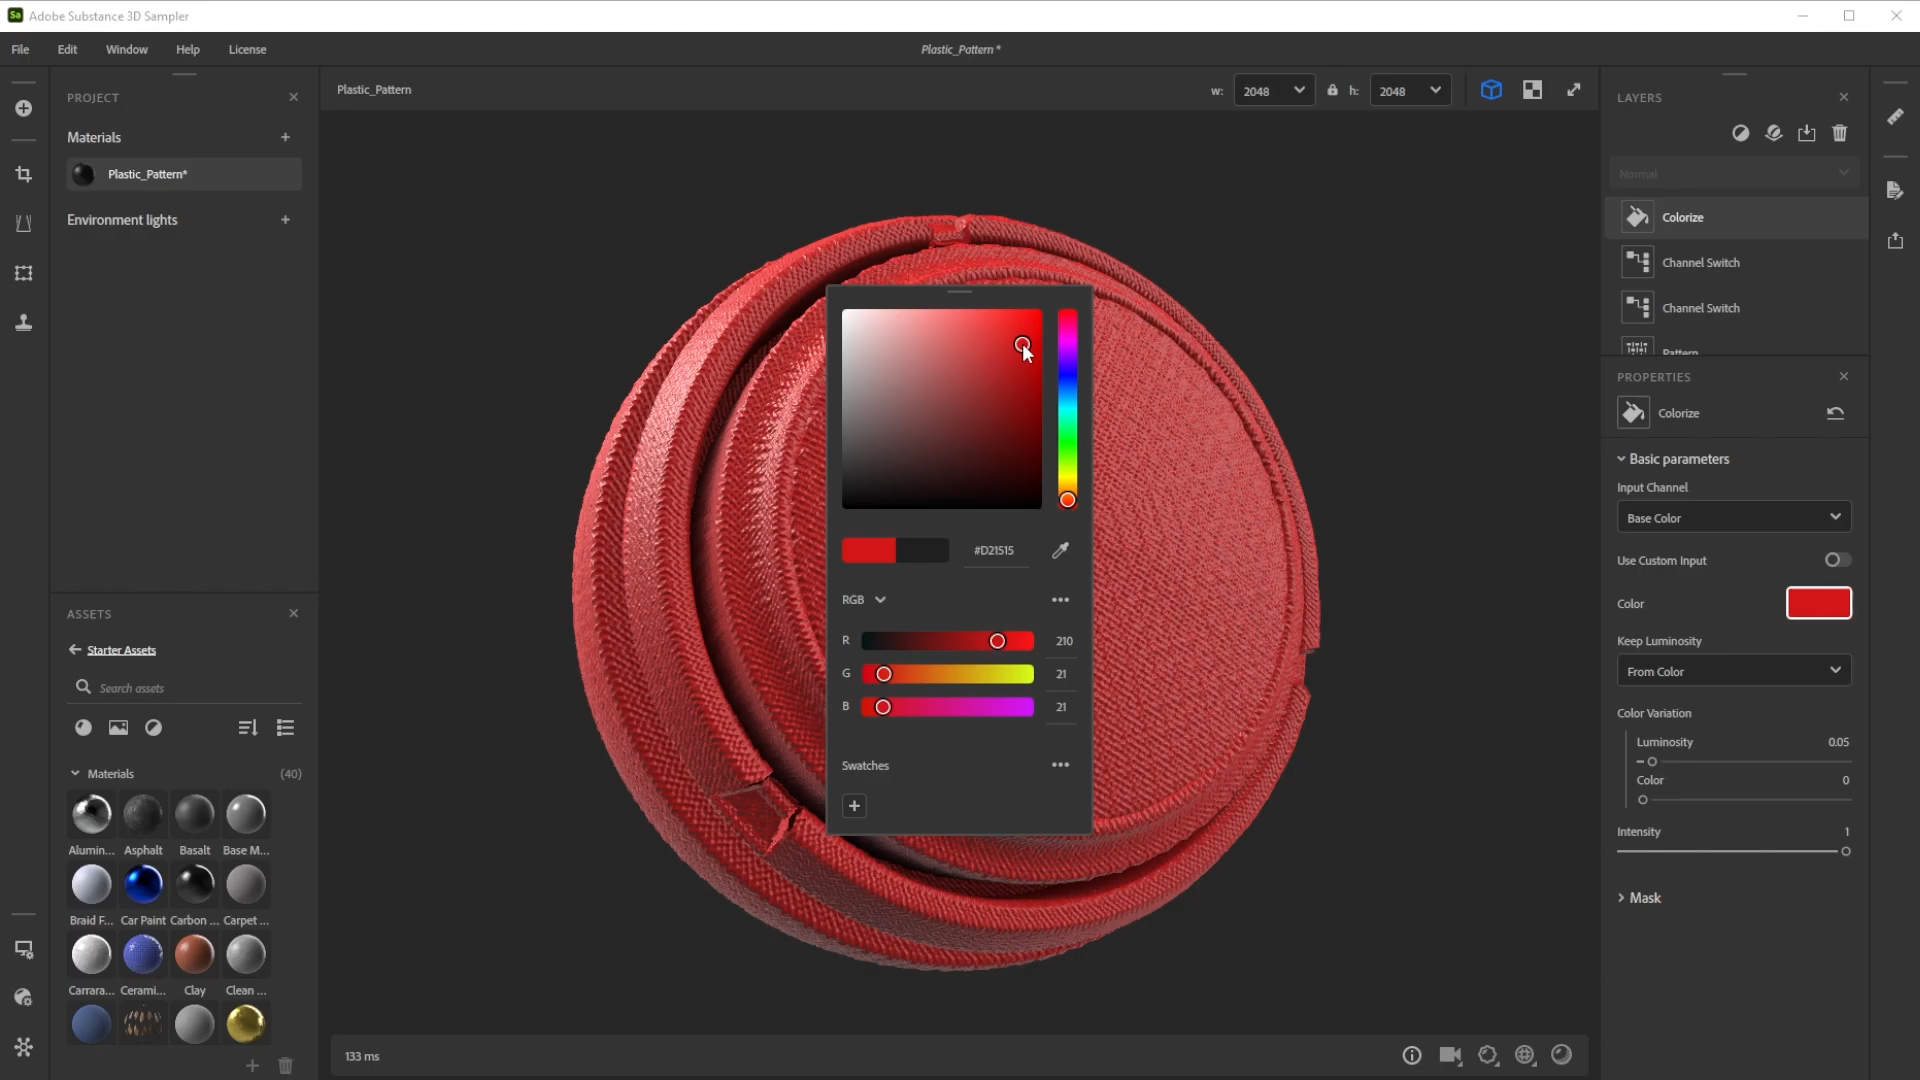 Adobe Substance 3D Sampler
File Edit Window Help License
Plastic_Pattern *
PROJECT
Materials
Plastic_Pattern*
Environment lights
ASSETS
Starter Assets
Search assets
Materials (40)
Alumin... Asphalt Basalt Base M...
Braid F... Car Paint Carbon ... Carpet ...
Carrara... Cerami... Clay Clean ...
Plastic_Pattern
w: 2048 h: 2048
#D21515
RGB
R 210
G 21
B 21
Swatches
133 ms
LAYERS
Normal
Colorize
Channel Switch
Channel Switch
Pattern
PROPERTIES
Colorize
Basic parameters
Input Channel
Base Color
Use Custom Input
Color
Keep Luminosity
From Color
Color Variation
Luminosity 0.05
Color 0
Intensity 1
Mask